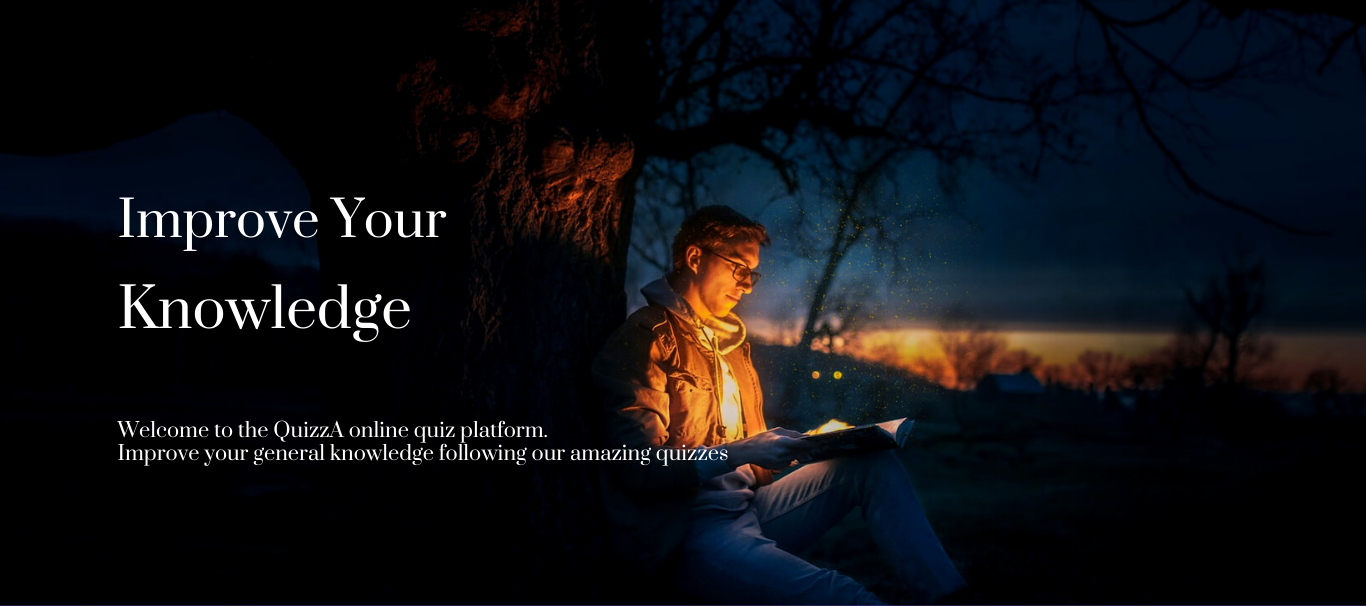 Improve Your
Knowledge
Welcome to the QuizzA online quiz platform.
Improve your general knowledge following our amazing quizzes